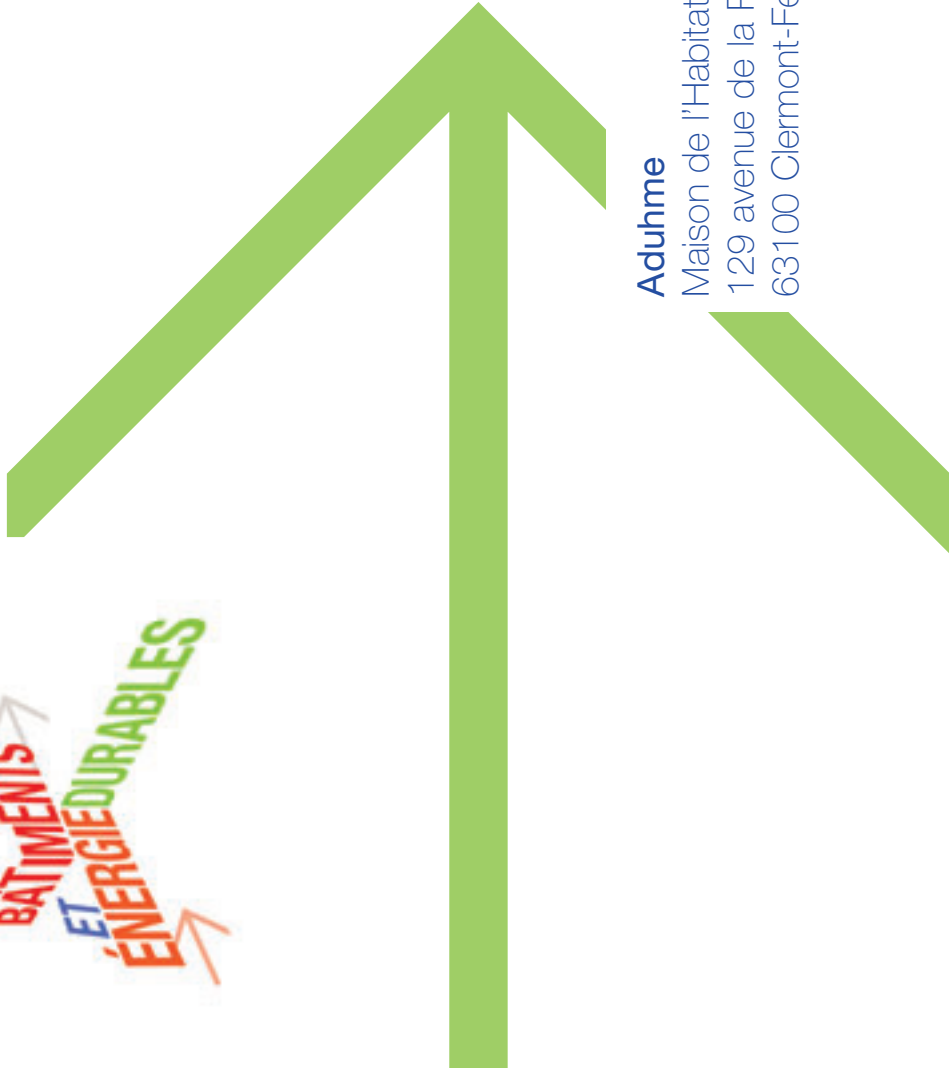 Aduhme
Maison de l'Habitat
129 avenue de la
63100 Clermont-Fe
BÂTIMENTS
ET
ÉNERGIE DURABLES